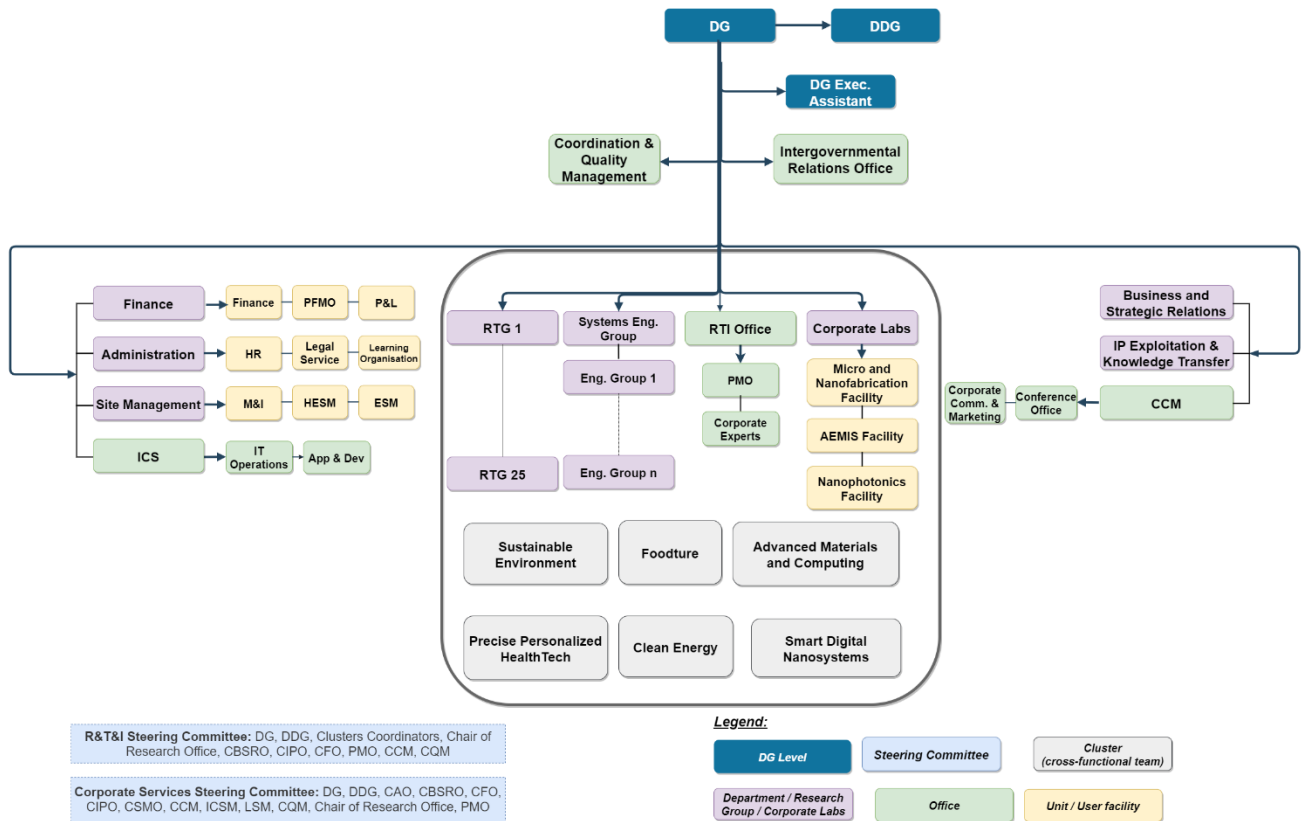 DG
DDG
DG Exec.
Assistant
Coordination &
Quality
Management
Intergovernmental
Relations Office
Finance
Finance
PFMO
P&L
Administration
HR
Legal
Service
Learning
Organisation
Site Management
M&I
HESM
ESM
ICS
IT
Operations
App & Dev
RTG 1
RTG 25
Systems Eng.
Group
Eng. Group 1
Eng. Group n
RTI Office
PMO
Corporate
Experts
Corporate Labs
Micro and
Nanofabrication
Facility
AEMIS Facility
Nanophotonics
Facility
Business and
Strategic Relations
IP Exploitation &
Knowledge Transfer
CCM
Conference
Office
Corporate
Comm. &
Marketing
Sustainable
Environment
Foodture
Advanced Materials
and Computing
Precise Personalized
HealthTech
Clean Energy
Smart Digital
Nanosystems
R&T&I Steering Committee: DG, DDG, Clusters Coordinators, Chair of
Research Office, CBSRO, CIPO, CFO, PMO, CCM, CQM
Corporate Services Steering Committee: DG, DDG, CAO, CBSRO, CFO,
CIPO, CSMO, CCM, ICSM, LSM, CQM, Chair of Research Office, PMO
Legend:
DG Level
Steering Committee
Cluster
(cross-functional team)
Department / Research
Group / Corporate Labs
Office
Unit / User facility